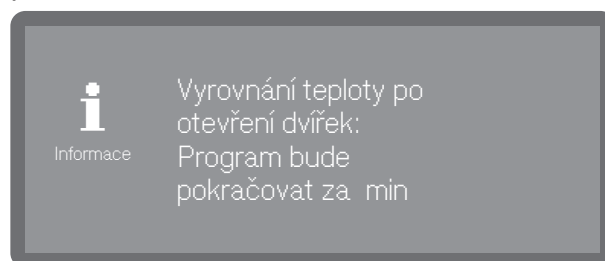 Vyrovnání teploty po
otevření dvířek:
Program bude
pokračovat za  min
Informace